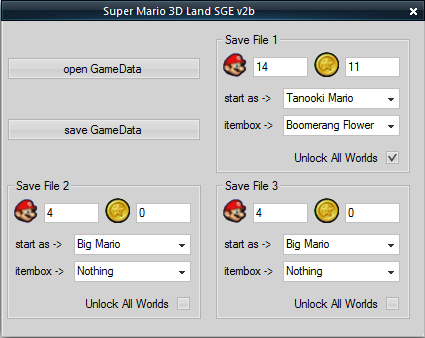 Super Mario 3D Land SGE v2b
open GameData
save GameData
Save File 1
14 11
start as -> Tanooki Mario
itembox -> Boomerang Flower
Unlock All Worlds
Save File 2
4 0
start as -> Big Mario
itembox -> Nothing
Unlock All Worlds
Save File 3
4 0
start as -> Big Mario
itembox -> Nothing
Unlock All Worlds